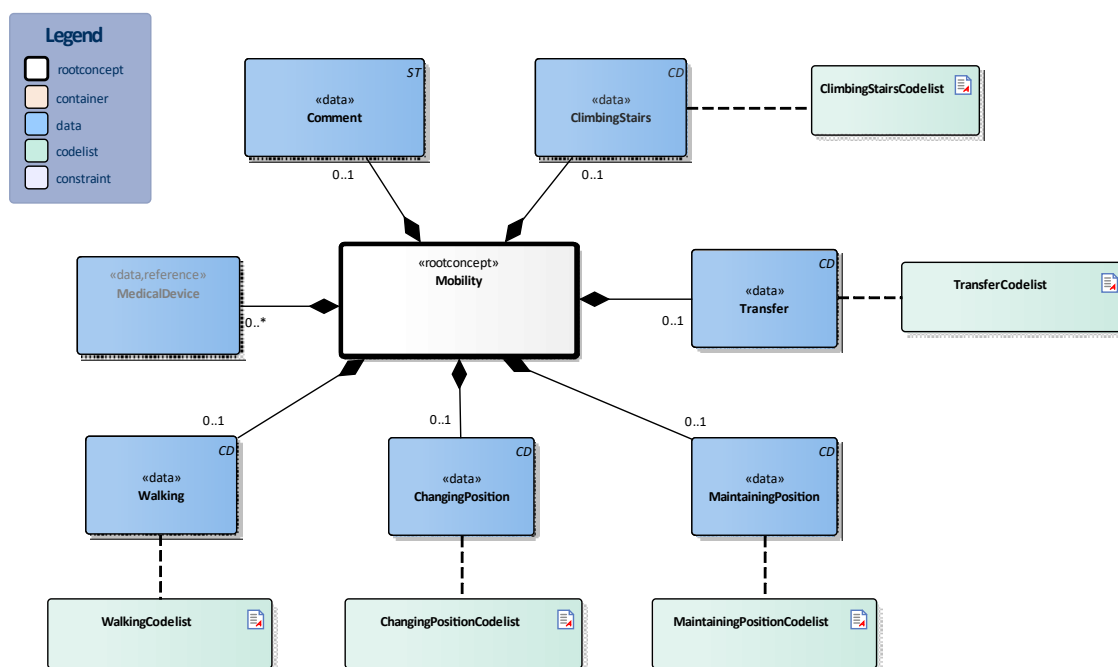 Legend
rootconcept
container
data
codelist
constraint
ST
«data»
Comment
0..1
CD
«data»
ClimbingStairs
0..1
ClimbingStairsCodelist
«data,reference»
MedicalDevice
0..*
«rootconcept»
Mobility
CD
«data»
Transfer
0..1
TransferCodelist
0..1
CD
«data»
Walking
0..1
CD
«data»
ChangingPosition
0..1
CD
«data»
MaintainingPosition
WalkingCodelist
ChangingPositionCodelist
MaintainingPositionCodelist